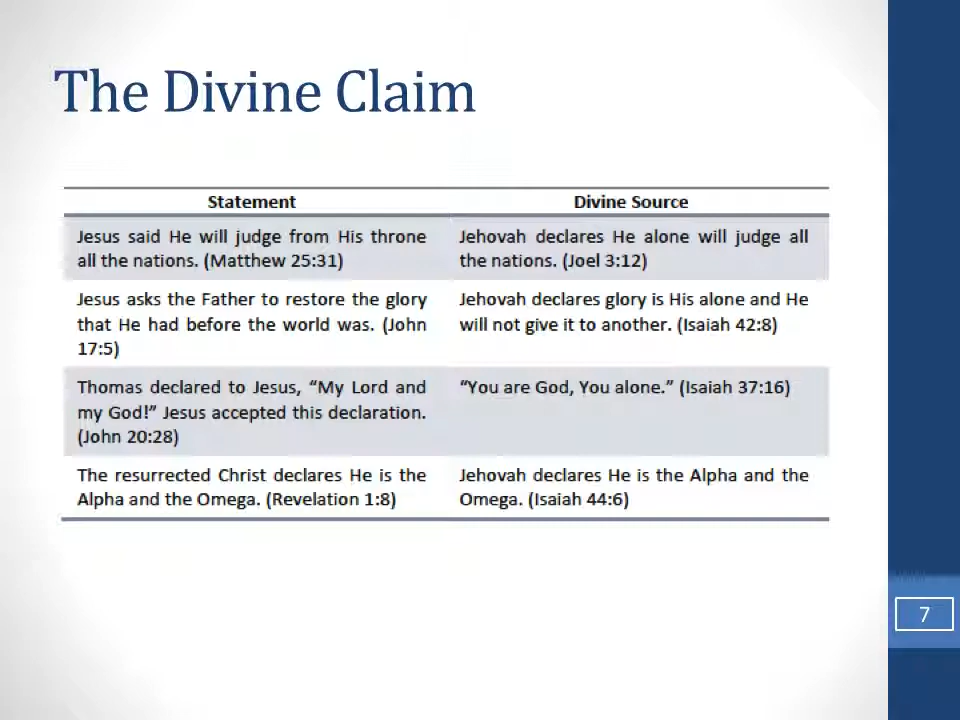 The Divine Claim
Statement
Divine Source
Jesus said He will judge from His throne
all the nations. (Matthew 25:31)
Jehovah declares He alone will judge all
the nations. (Joel 3:12)
Jesus asks the Father to restore the glory
that He had before the world was. (John
17:5)
Jehovah declares glory is His alone and He
will not give it to another. (Isaiah 42:8)
Thomas declared to Jesus, “My Lord and
my God!” Jesus accepted this declaration.
(John 20:28)
“You are God, You alone.” (Isaiah 37:16)
The resurrected Christ declares He is the
Alpha and the Omega. (Revelation 1:8)
Jehovah declares He is the Alpha and the
Omega. (Isaiah 44:6)
7